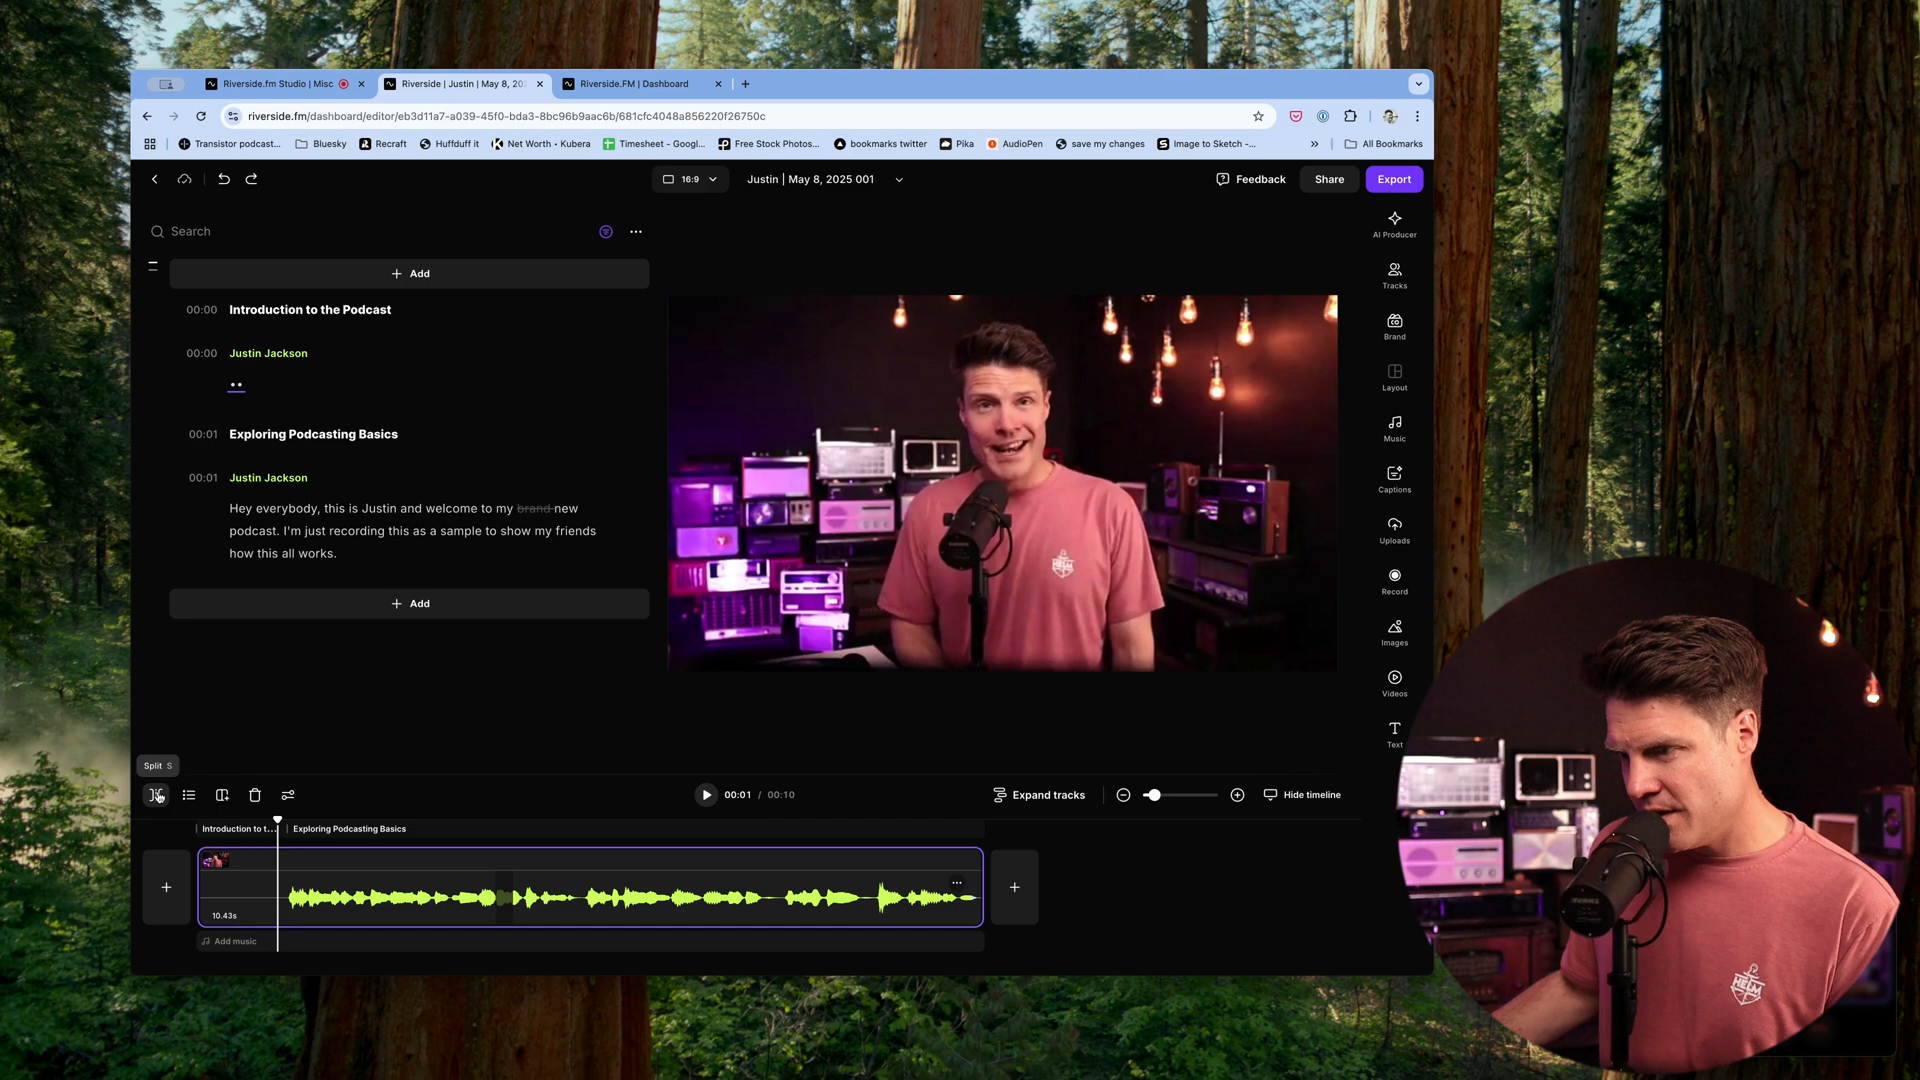 Riverside.fm Studio | Misc
Riverside | Justin | May 8, 20
Riverside.FM | Dashboard
riverside.fm/dashboard/editor/eb3d11a7-a039-45f0-bda3-8bc96b9aac6b/681cfc4048a856220f26750c
Transistor podcast...
Bluesky
Recraft
Huffduff it
Net Worth • Kubera
Timesheet - Googl...
Free Stock Photos...
bookmarks twitter
Pika
AudioPen
save my changes
Image to Sketch -...
All Bookmarks
16:9
Justin | May 8, 2025 001
Feedback
Share
Export
Search
+ Add
00:00 Introduction to the Podcast
00:00 Justin Jackson
00:01 Exploring Podcasting Basics
00:01 Justin Jackson
Hey everybody, this is Justin and welcome to my brand new
podcast. I'm just recording this as a sample to show my friends
how this all works.
+ Add
AI Producer
Tracks
Brand
Layout
Music
Captions
Uploads
Record
Images
Videos
Text
HELM
Split S
00:01 / 00:10
Expand tracks
Hide timeline
Introduction to t...
Exploring Podcasting Basics
10.43s
Add music
HELM